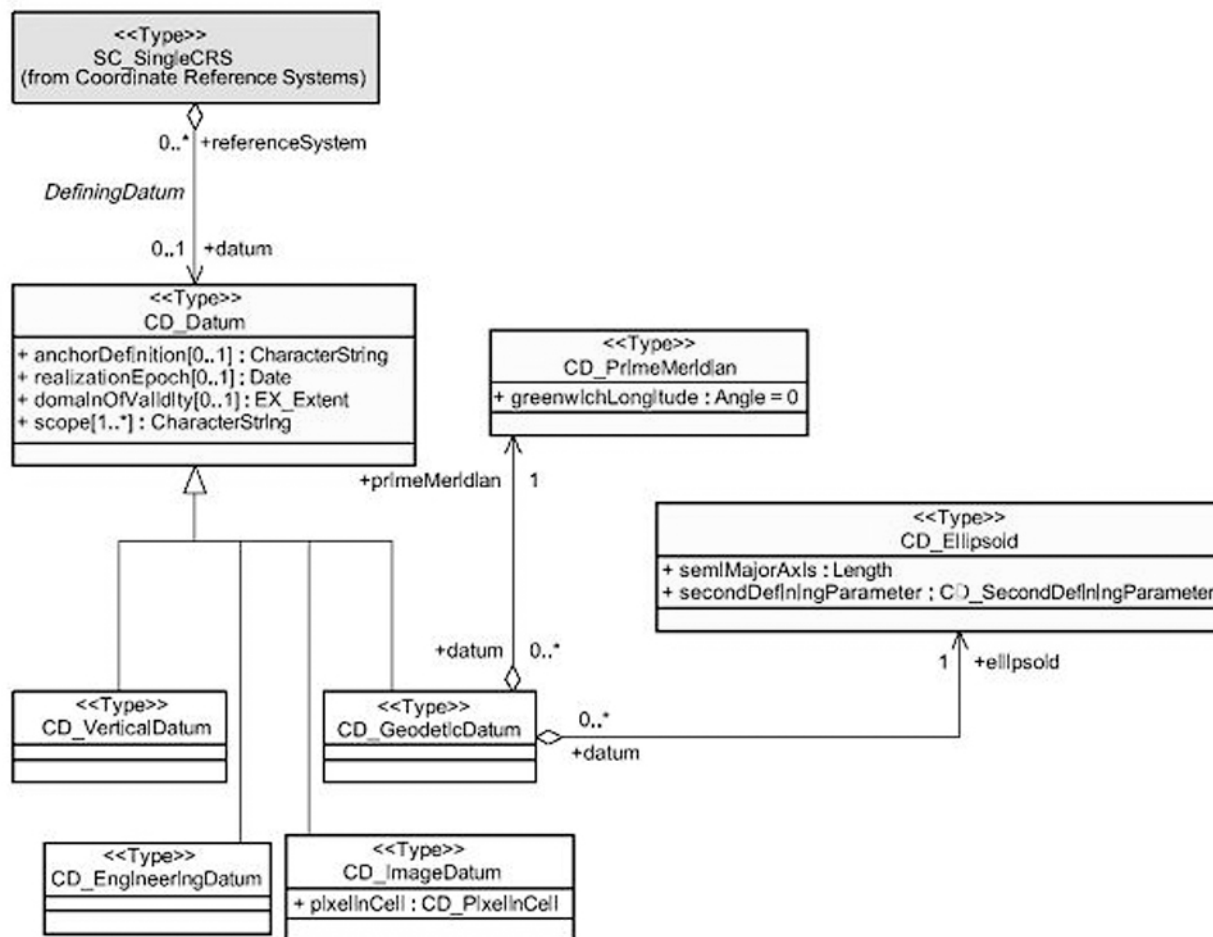 <<Type>>
SC_SingleCRS
(from Coordinate Reference Systems)
0..* +referenceSystem
DefiningDatum
0..1 +datum
<<Type>>
CD_Datum
+ anchorDefinition[0..1] : CharacterString
+ realizationEpoch[0..1] : Date
+ domainOfValidity[0..1] : EX_Extent
+ scope[1..*] : CharacterString
<<Type>>
CD_PrimeMeridian
+ greenwichLongitude : Angle = 0
+primeMeridian 1
<<Type>>
CD_Ellipsoid
+ semiMajorAxis : Length
+ secondDefiningParameter : CD_SecondDefiningParameter
+datum 0..*
1 +ellipsoid
<<Type>>
CD_VerticalDatum
<<Type>>
CD_GeodeticDatum
0..*
+datum
<<Type>>
CD_EngineeringDatum
<<Type>>
CD_ImageDatum
+ pixelInCell : CD_PixelInCell